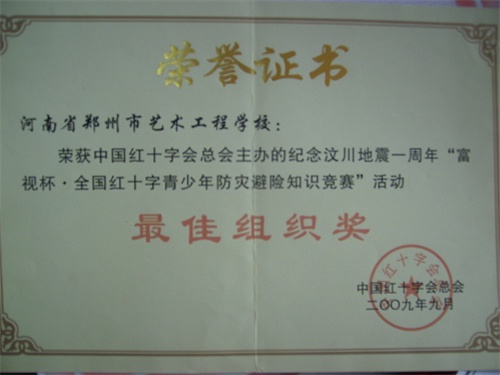 荣誉证书
河南省郑州市艺术工程学校：
荣获中国红十字会总会主办的纪念汶川地震一周年“富
视杯·全国红十字青少年防灾避险知识竞赛”活动
最佳组织奖
中国红十字会总会
二〇〇九年九月